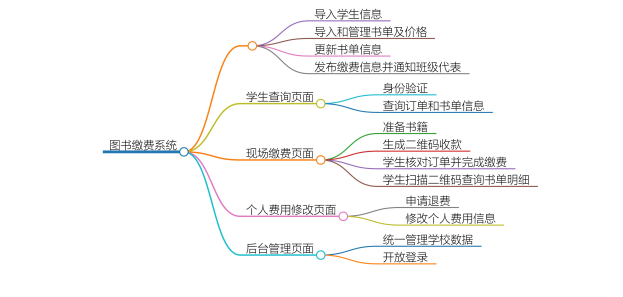 图书缴费系统
导入学生信息
导入和管理书单及价格
更新书单信息
发布缴费信息并通知班级代表
学生查询页面
身份验证
查询订单和书单信息
现场缴费页面
准备书籍
生成二维码收款
学生核对订单并完成缴费
学生扫描二维码查询书单明细
个人费用修改页面
申请退费
修改个人费用信息
后台管理页面
统一管理学校数据
开放登录